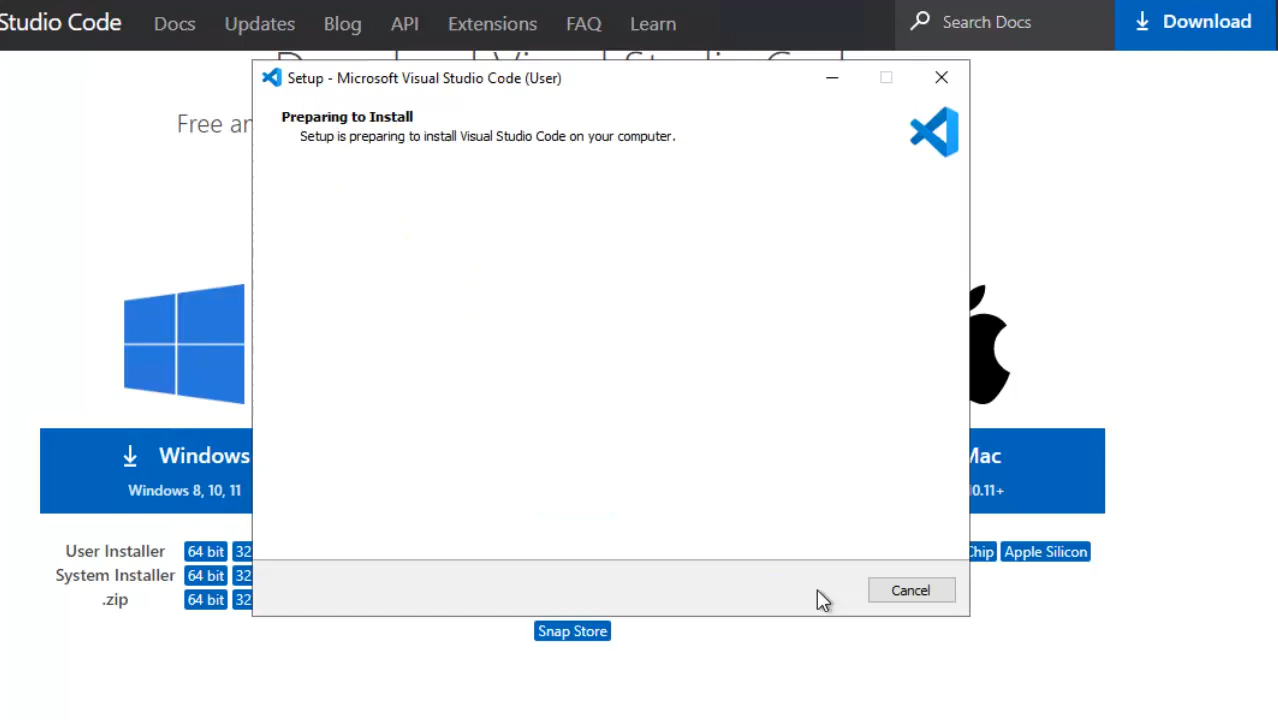 Studio Code Docs Updates Blog API Extensions FAQ Learn Search Docs Download
Setup - Microsoft Visual Studio Code (User)
Preparing to Install
Setup is preparing to install Visual Studio Code on your computer.
Free
Windows
Windows 8, 10, 11
Mac
10.11+
User Installer 64 bit 32
Chip Apple Silicon
System Installer 64 bit 32
.zip 64 bit 32
Cancel
Snap Store